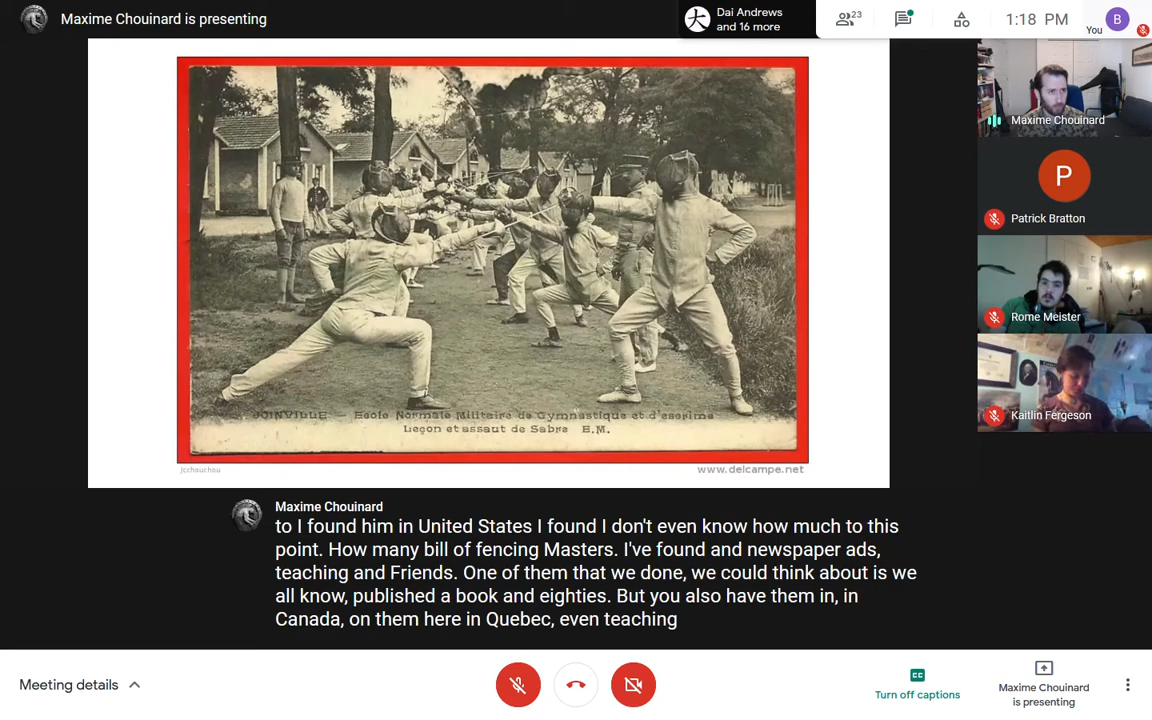 Maxime Chouinard is presenting
大
Dai Andrews
and 16 more
23
1:18 PM
You
B
Maxime Chouinard
P
Patrick Bratton
Rome Meister
Kaitlin Fergeson
JOINVILLE — Ecole Normale Militaire de Gymnastique et d'escrime
Leçon et assaut de Sabre E.M.
jcchouchou
www.delcampe.net
Maxime Chouinard
to I found him in United States I found I don't even know how much to this
point. How many bill of fencing Masters. I've found and newspaper ads,
teaching and Friends. One of them that we done, we could think about is we
all know, published a book and eighties. But you also have them in, in
Canada, on them here in Quebec, even teaching
Meeting details
CC
Turn off captions
Maxime Chouinard
is presenting